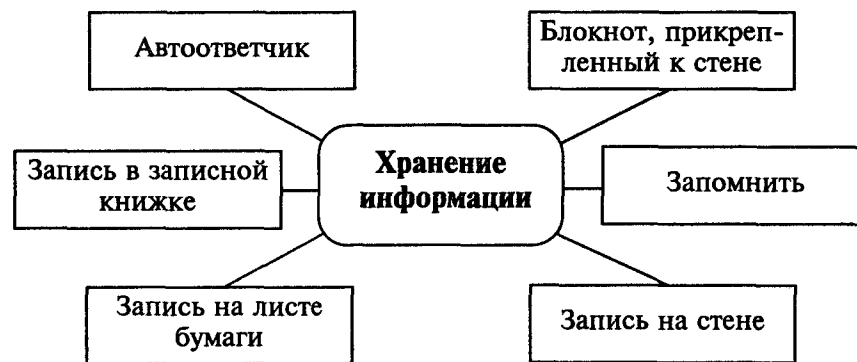 Автоответчик
Блокнот, прикреп-
ленный к стене
Запись в записной
книжке
Хранение
информации
Запомнить
Запись на листе
бумаги
Запись на стене